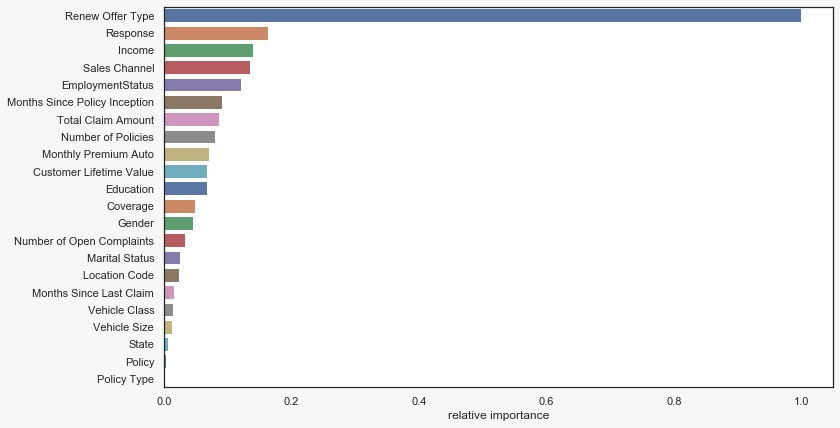 Renew Offer Type
Response
Income
Sales Channel
EmploymentStatus
Months Since Policy Inception
Total Claim Amount
Number of Policies
Monthly Premium Auto
Customer Lifetime Value
Education
Coverage
Gender
Number of Open Complaints
Marital Status
Location Code
Months Since Last Claim
Vehicle Class
Vehicle Size
State
Policy
Policy Type
0.0 0.2 0.4 0.6 0.8 1.0
relative importance